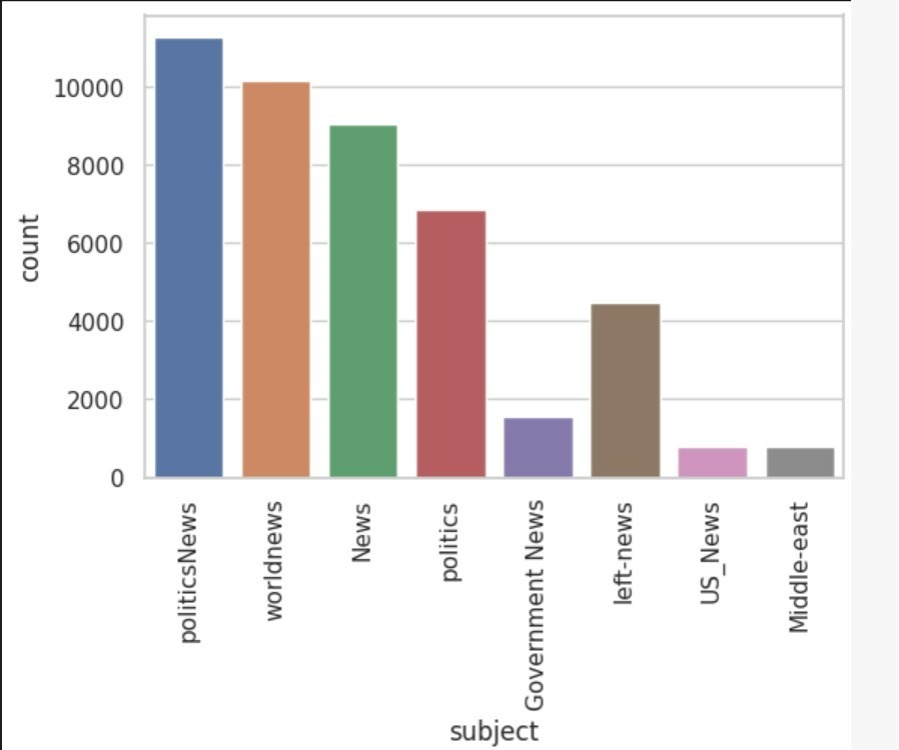 10000
8000
6000
4000
2000
0
count
politicsNews
worldnews
News
politics
Government News
left-news
US_News
Middle-east
subject